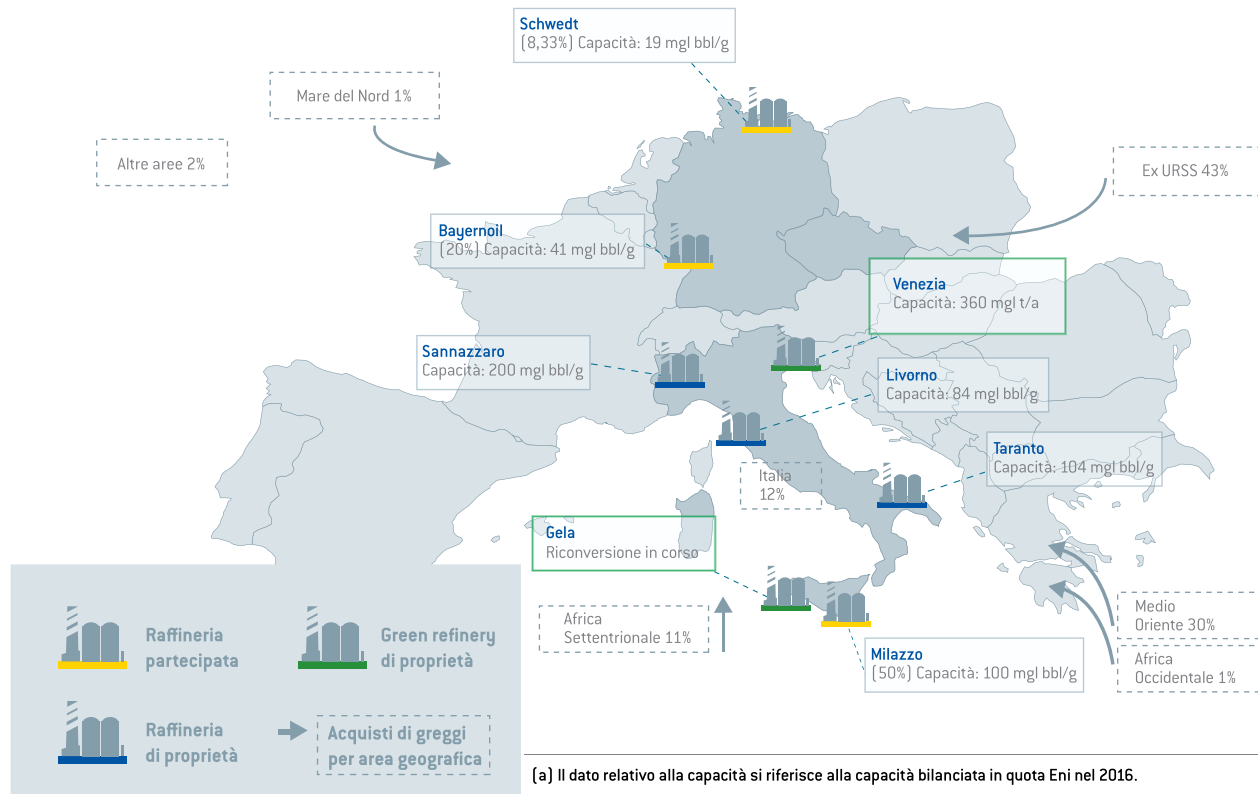 Schwedt
(8,33%) Capacità: 19 mgl bbl/g
Mare del Nord 1%
Altre aree 2%
Ex URSS 43%
Bayernoil
(20%) Capacità: 41 mgl bbl/g
Venezia
Capacità: 360 mgl t/a
Sannazzaro
Capacità: 200 mgl bbl/g
Livorno
Capacità: 84 mgl bbl/g
Taranto
Capacità: 104 mgl bbl/g
Italia
12%
Gela
Riconversione in corso
Africa
Settentrionale 11%
Medio
Oriente 30%
Africa
Occidentale 1%
Milazzo
(50%) Capacità: 100 mgl bbl/g
Raffineria
partecipata
Green refinery
di proprietà
Raffineria
di proprietà
Acquisti di greggi
per area geografica
(a) Il dato relativo alla capacità si riferisce alla capacità bilanciata in quota Eni nel 2016.